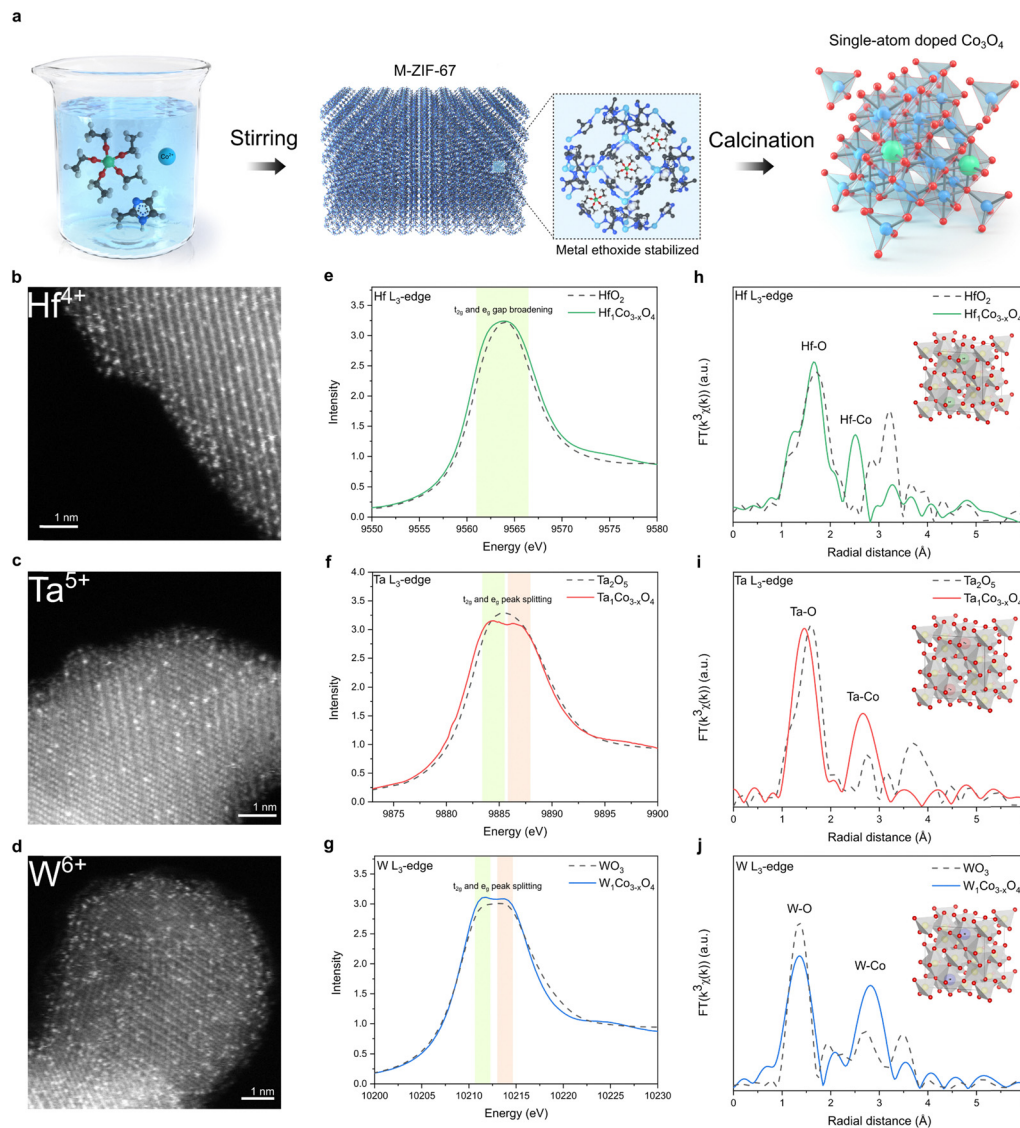 a
Single-atom doped Co₃O₄
M-ZIF-67
Stirring
Calcination
Co²⁺
Metal ethoxide stabilized
b
Hf⁴⁺
1 nm
e
Hf L₃-edge
HfO₂
Hf₁Co₃₋ₓO₄
t₂g and e_g gap broadening
3.5
3.0
2.5
2.0
1.5
1.0
0.5
0.0
Intensity
9550 9555 9560 9565 9570 9575 9580
Energy (eV)
h
Hf L₃-edge
HfO₂
Hf₁Co₃₋ₓO₄
Hf-O
Hf-Co
FT(k³χ(k)) (a.u.)
0 1 2 3 4 5
Radial distance (Å)
c
Ta⁵⁺
1 nm
f
Ta L₃-edge
Ta₂O₅
Ta₁Co₃₋ₓO₄
t₂g and e_g peak splitting
4.0
3.5
3.0
2.5
2.0
1.5
1.0
0.5
0.0
Intensity
9875 9880 9885 9890 9895 9900
Energy (eV)
i
Ta L₃-edge
Ta₂O₅
Ta₁Co₃₋ₓO₄
Ta-O
Ta-Co
FT(k³χ(k)) (a.u.)
0 1 2 3 4 5
Radial distance (Å)
d
W⁶⁺
1 nm
g
W L₃-edge
WO₃
W₁Co₃₋ₓO₄
t₂g and e_g peak splitting
4.0
3.5
3.0
2.5
2.0
1.5
1.0
0.5
0.0
Intensity
10200 10205 10210 10215 10220 10225 10230
Energy (eV)
j
W L₃-edge
WO₃
W₁Co₃₋ₓO₄
W-O
W-Co
FT(k³χ(k)) (a.u.)
0 1 2 3 4 5
Radial distance (Å)